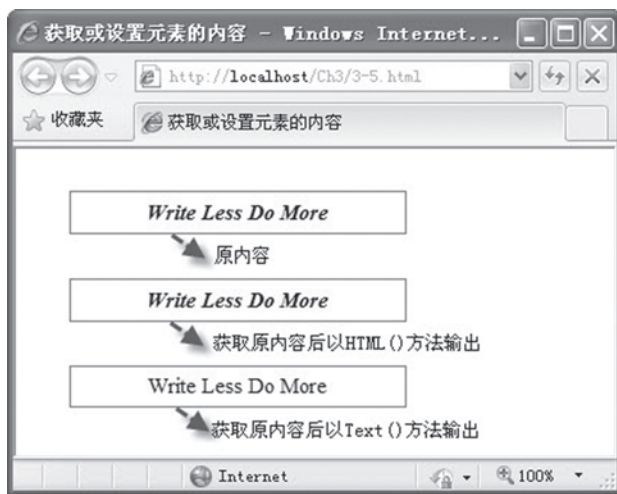 获取或设置元素的内容 - Windows Internet...
http://localhost/Ch3/3-5.html
收藏夹 获取或设置元素的内容
Write Less Do More
原内容
Write Less Do More
获取原内容后以HTML()方法输出
Write Less Do More
获取原内容后以Text()方法输出
Internet 100%